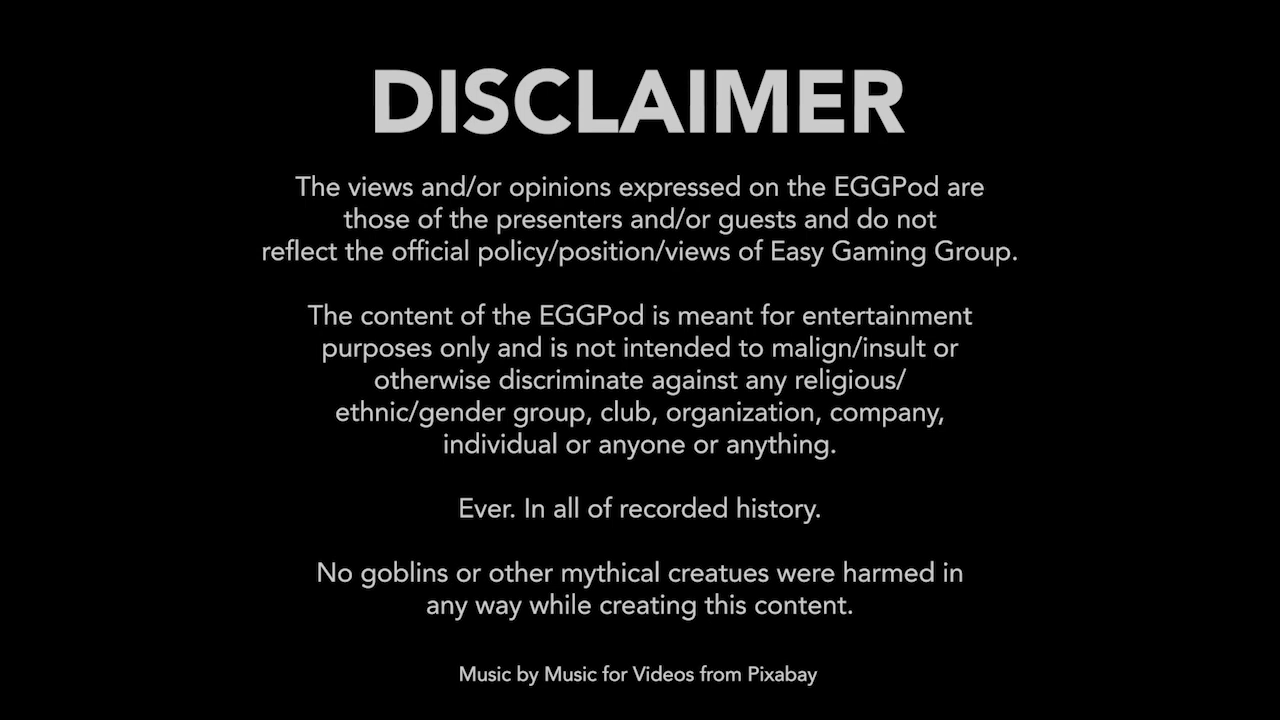 DISCLAIMER
The views and/or opinions expressed on the EGGPod are
those of the presenters and/or guests and do not
reflect the official policy/position/views of Easy Gaming Group.
The content of the EGGPod is meant for entertainment
purposes only and is not intended to malign/insult or
otherwise discriminate against any religious/
ethnic/gender group, club, organization, company,
individual or anyone or anything.
Ever. In all of recorded history.
No goblins or other mythical creatues were harmed in
any way while creating this content.
Music by Music for Videos from Pixabay